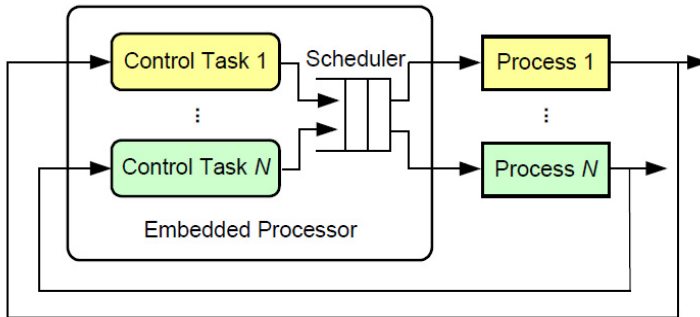 Scheduler
Control Task 1
Process 1
...
...
Control Task N
Process N
Embedded Processor